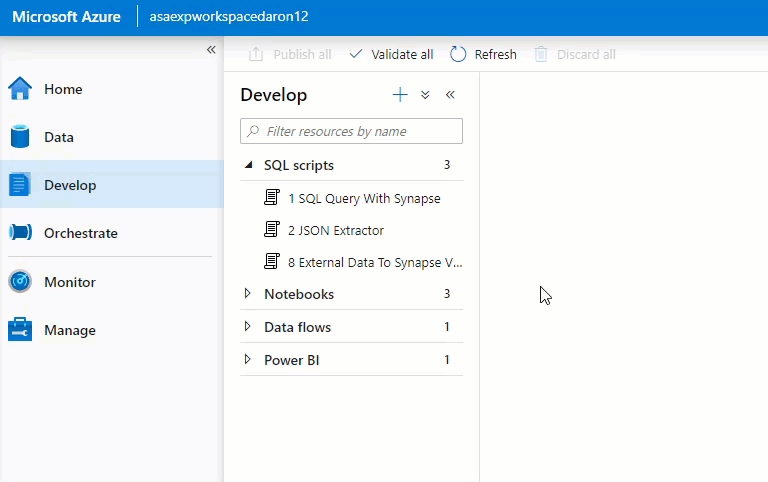 Microsoft Azure asaexpworkspacedaron12
« Publish all Validate all Refresh Discard all
Home
Data
Develop
Orchestrate
Monitor
Manage
Develop
Filter resources by name
SQL scripts 3
1 SQL Query With Synapse
2 JSON Extractor
8 External Data To Synapse V...
Notebooks 3
Data flows 1
Power BI 1